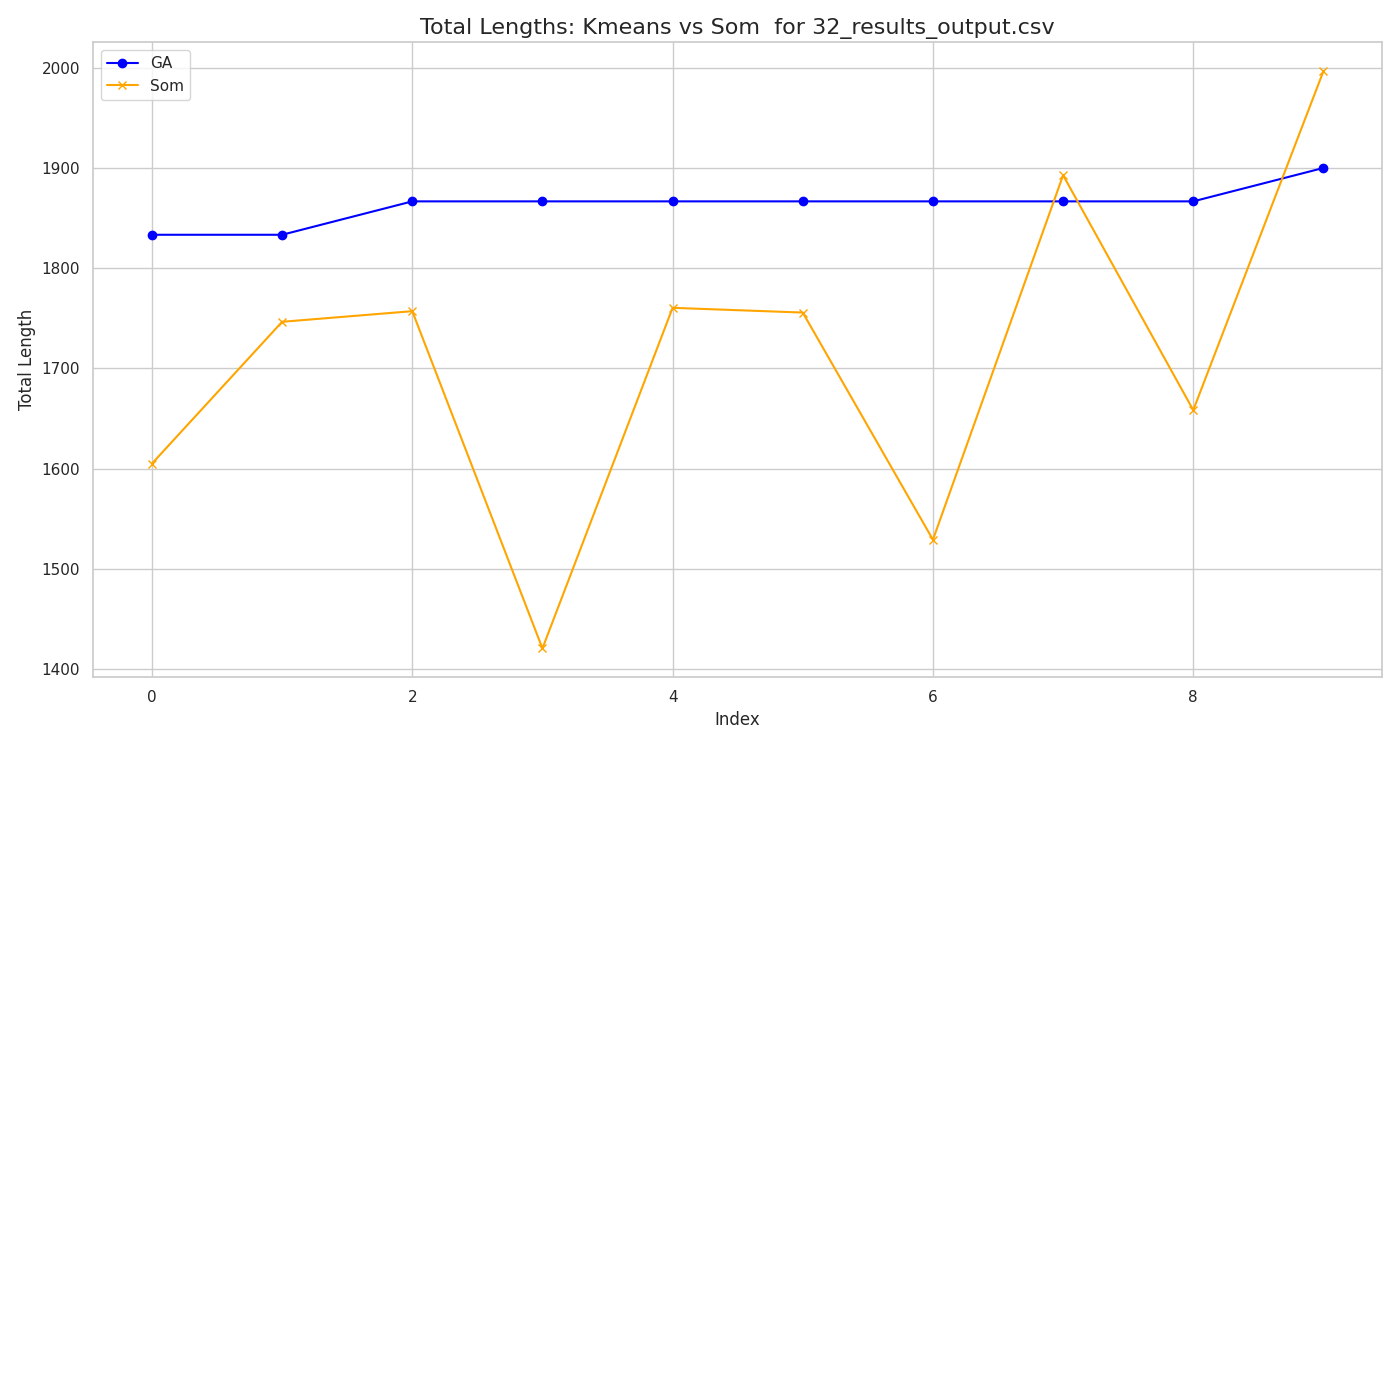 Total Lengths: Kmeans vs Som  for 32_results_output.csv
GA
Som
2000
1900
1800
1700
1600
1500
1400
Total Length
0 2 4 6 8
Index